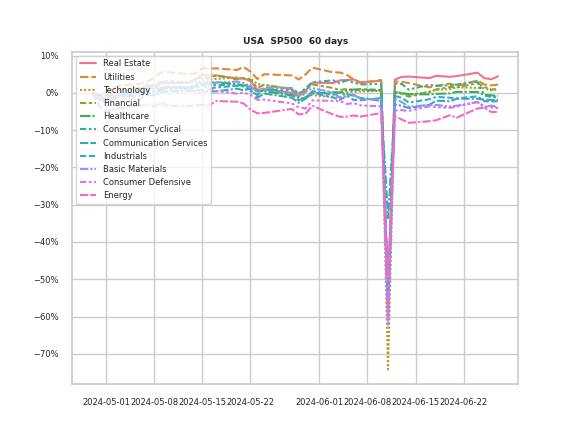 USA SP500 60 days
10%
0%
−10%
−20%
−30%
−40%
−50%
−60%
−70%
Real Estate
Utilities
Technology
Financial
Healthcare
Consumer Cyclical
Communication Services
Industrials
Basic Materials
Consumer Defensive
Energy
2024-05-01 2024-05-08 2024-05-15 2024-05-22 2024-06-01 2024-06-08 2024-06-15 2024-06-22